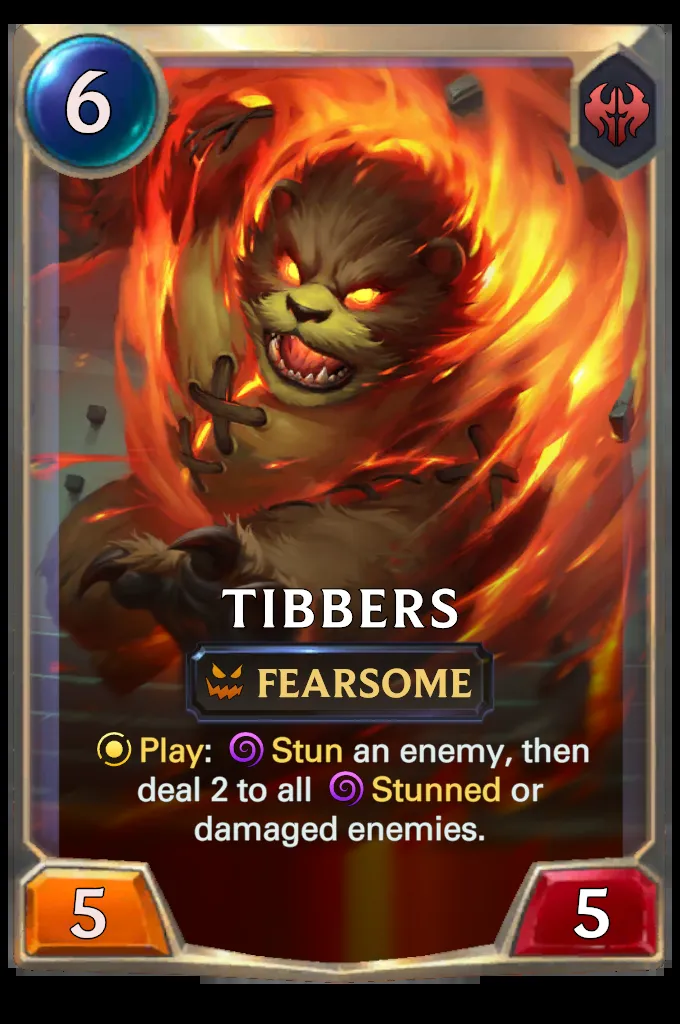 6
TIBBERS
FEARSOME
Play: Stun an enemy, then
deal 2 to all Stunned or
damaged enemies.
5
5